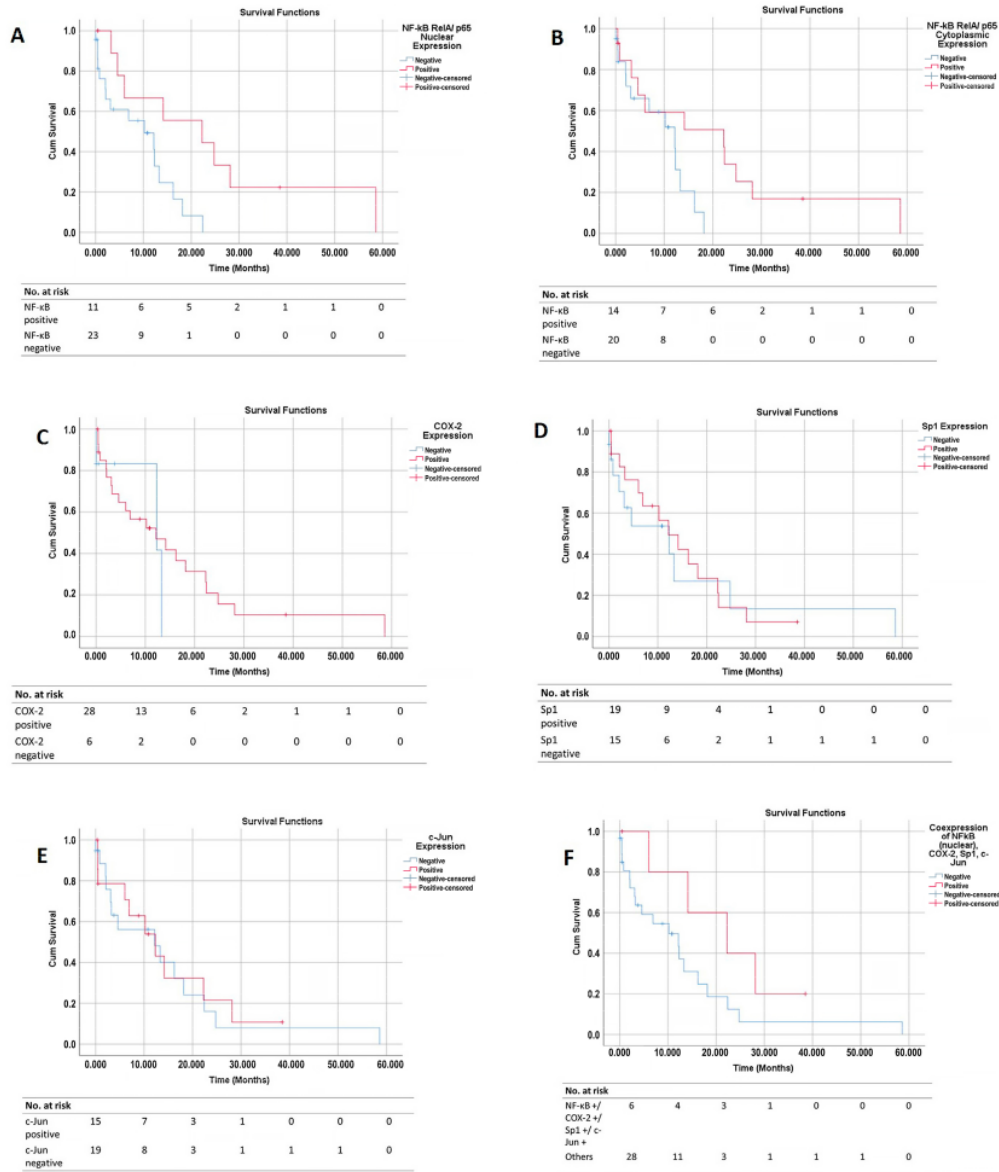 A
Survival Functions
NF-kB RelA/ p65
Nuclear
Expression
Negative
Positive
Negative-censored
Positive-censored
Cum Survival
1.0
0.8
0.6
0.4
0.2
0.0
0.000 10.000 20.000 30.000 40.000 50.000 60.000
Time (Months)
No. at risk
NF-κB 11 6 5 2 1 1 0
positive
NF-κB 23 9 1 0 0 0 0
negative
B
Survival Functions
NF-kB RelA/ p65
Cytoplasmic
Expression
Negative
Positive
Negative-censored
Positive-censored
Cum Survival
1.0
0.8
0.6
0.4
0.2
0.0
0.000 10.000 20.000 30.000 40.000 50.000 60.000
Time (Months)
No. at risk
NF-κB 14 7 6 2 1 1 0
positive
NF-κB 20 8 0 0 0 0 0
negative
C
Survival Functions
COX-2
Expression
Negative
Positive
Negative-censored
Positive-censored
Cum Survival
1.0
0.8
0.6
0.4
0.2
0.0
0.000 10.000 20.000 30.000 40.000 50.000 60.000
Time (Months)
No. at risk
COX-2 28 13 6 2 1 1 0
positive
COX-2 6 2 0 0 0 0 0
negative
D
Survival Functions
Sp1 Expression
Negative
Positive
Negative-censored
Positive-censored
Cum Survival
1.0
0.8
0.6
0.4
0.2
0.0
0.000 10.000 20.000 30.000 40.000 50.000 60.000
Time (Months)
No. at risk
Sp1 19 9 4 1 0 0 0
positive
Sp1 15 6 2 1 1 1 0
negative
E
Survival Functions
c-Jun
Expression
Negative
Positive
Negative-censored
Positive-censored
Cum Survival
1.0
0.8
0.6
0.4
0.2
0.0
0.000 10.000 20.000 30.000 40.000 50.000 60.000
Time (Months)
No. at risk
c-Jun 15 7 3 1 0 0 0
positive
c-Jun 19 8 3 1 1 1 0
negative
F
Survival Functions
Coexpression
of NFkB
(nuclear),
COX-2, Sp1, c-
Jun
Negative
Positive
Negative-censored
Positive-censored
Cum Survival
1.0
0.8
0.6
0.4
0.2
0.0
0.000 10.000 20.000 30.000 40.000 50.000 60.000
Time (Months)
No. at risk
NF-κB +/ 6 4 3 1 0 0 0
COX-2 +/
Sp1 +/ c-
Jun +
Others 28 11 3 1 1 1 0